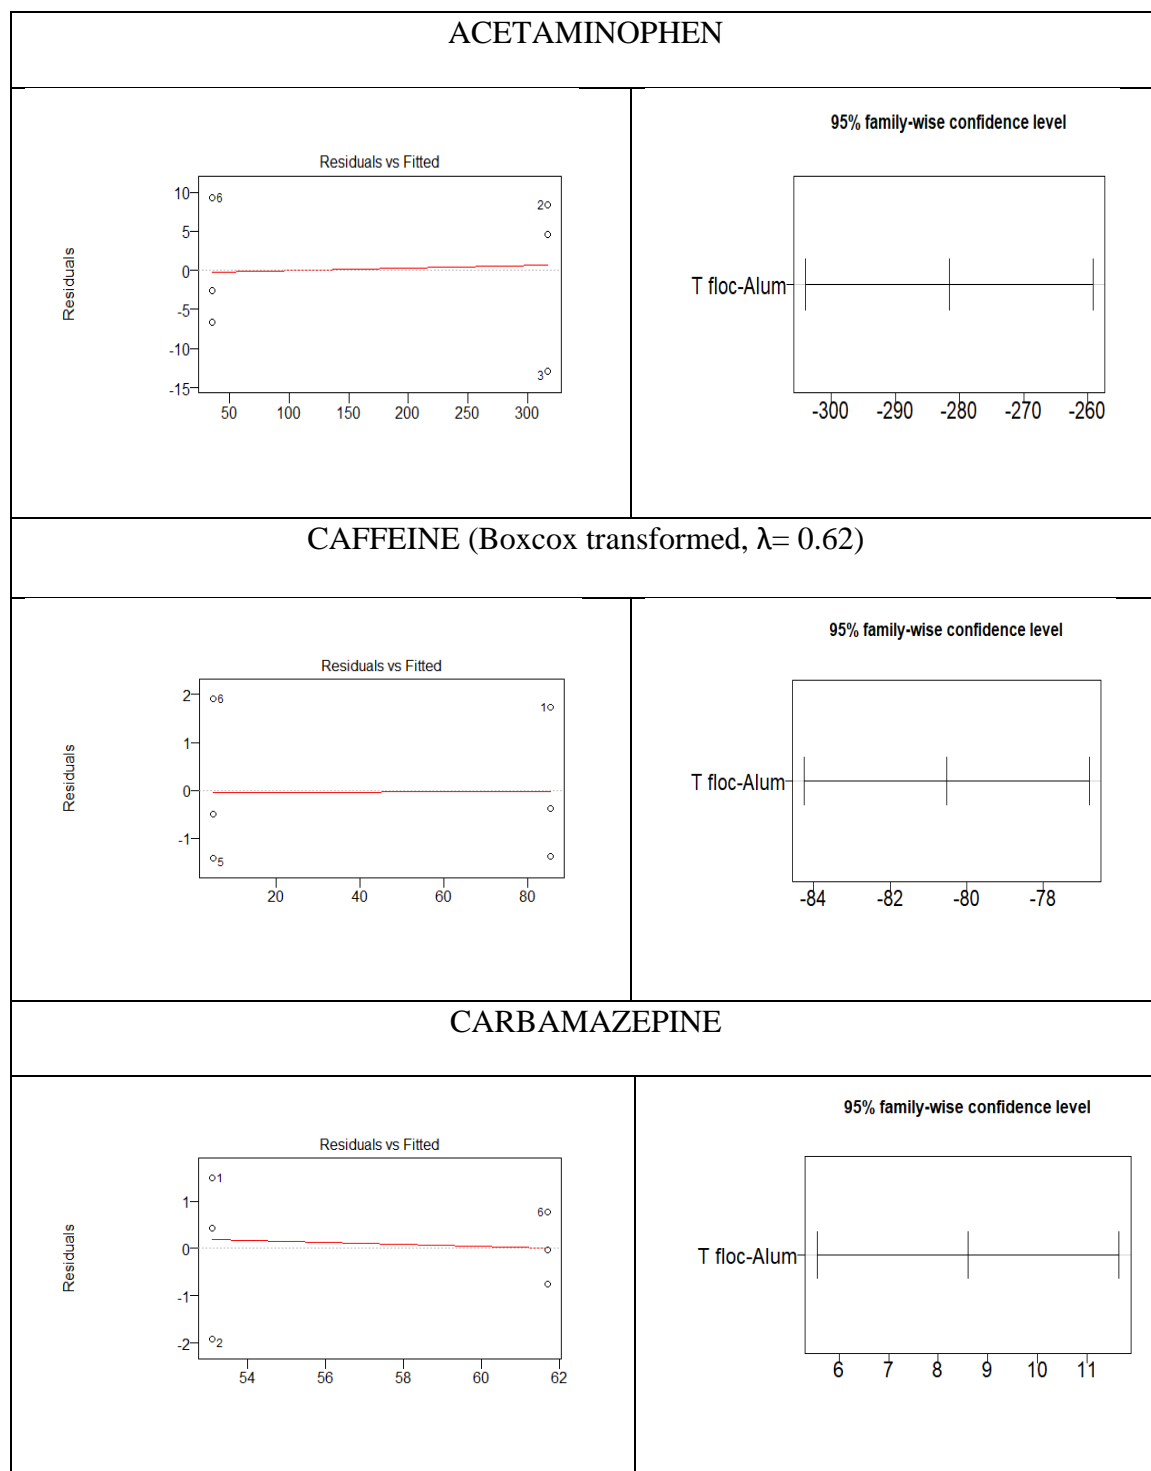 ACETAMINOPHEN
Residuals vs Fitted
Residuals
10
5
0
-5
-10
-15
6
2
3
50 100 150 200 250 300
95% family-wise confidence level
T floc-Alum
-300 -290 -280 -270 -260
CAFFEINE (Boxcox transformed, λ= 0.62)
Residuals vs Fitted
Residuals
2
1
0
-1
6
1
5
20 40 60 80
95% family-wise confidence level
T floc-Alum
-84 -82 -80 -78
CARBAMAZEPINE
Residuals vs Fitted
Residuals
1
0
-1
-2
1
6
2
54 56 58 60 62
95% family-wise confidence level
T floc-Alum
6 7 8 9 10 11